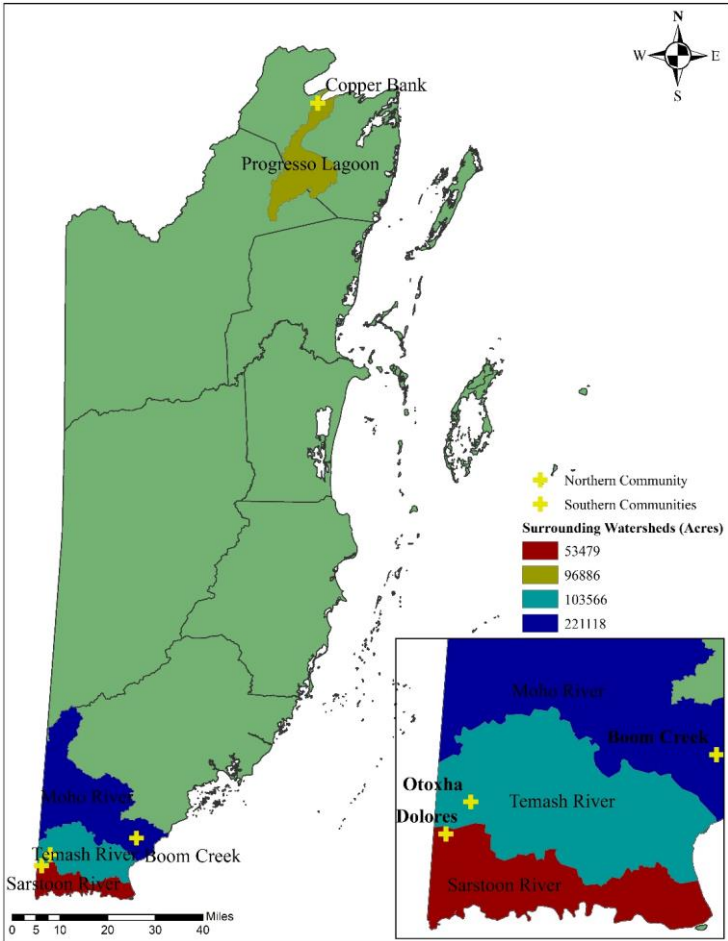 N
W E
S
Copper Bank
Progresso Lagoon
Northern Community
Southern Communities
Surrounding Watersheds (Acres)
53479
96886
103566
221118
Moho River
Temash River
Boom Creek
Sarstoon River
Moho River
Boom Creek
Otoxha
Temash River
Dolores
Sarstoon River
Miles
0 5 10 20 30 40